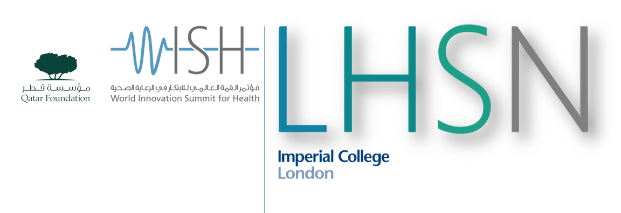 مؤسسة قطر
Qatar Foundation
WISH
مؤتمر القمة العالمي للابتكار في الرعاية الصحية
World Innovation Summit for Health
LHSN
Imperial College
London